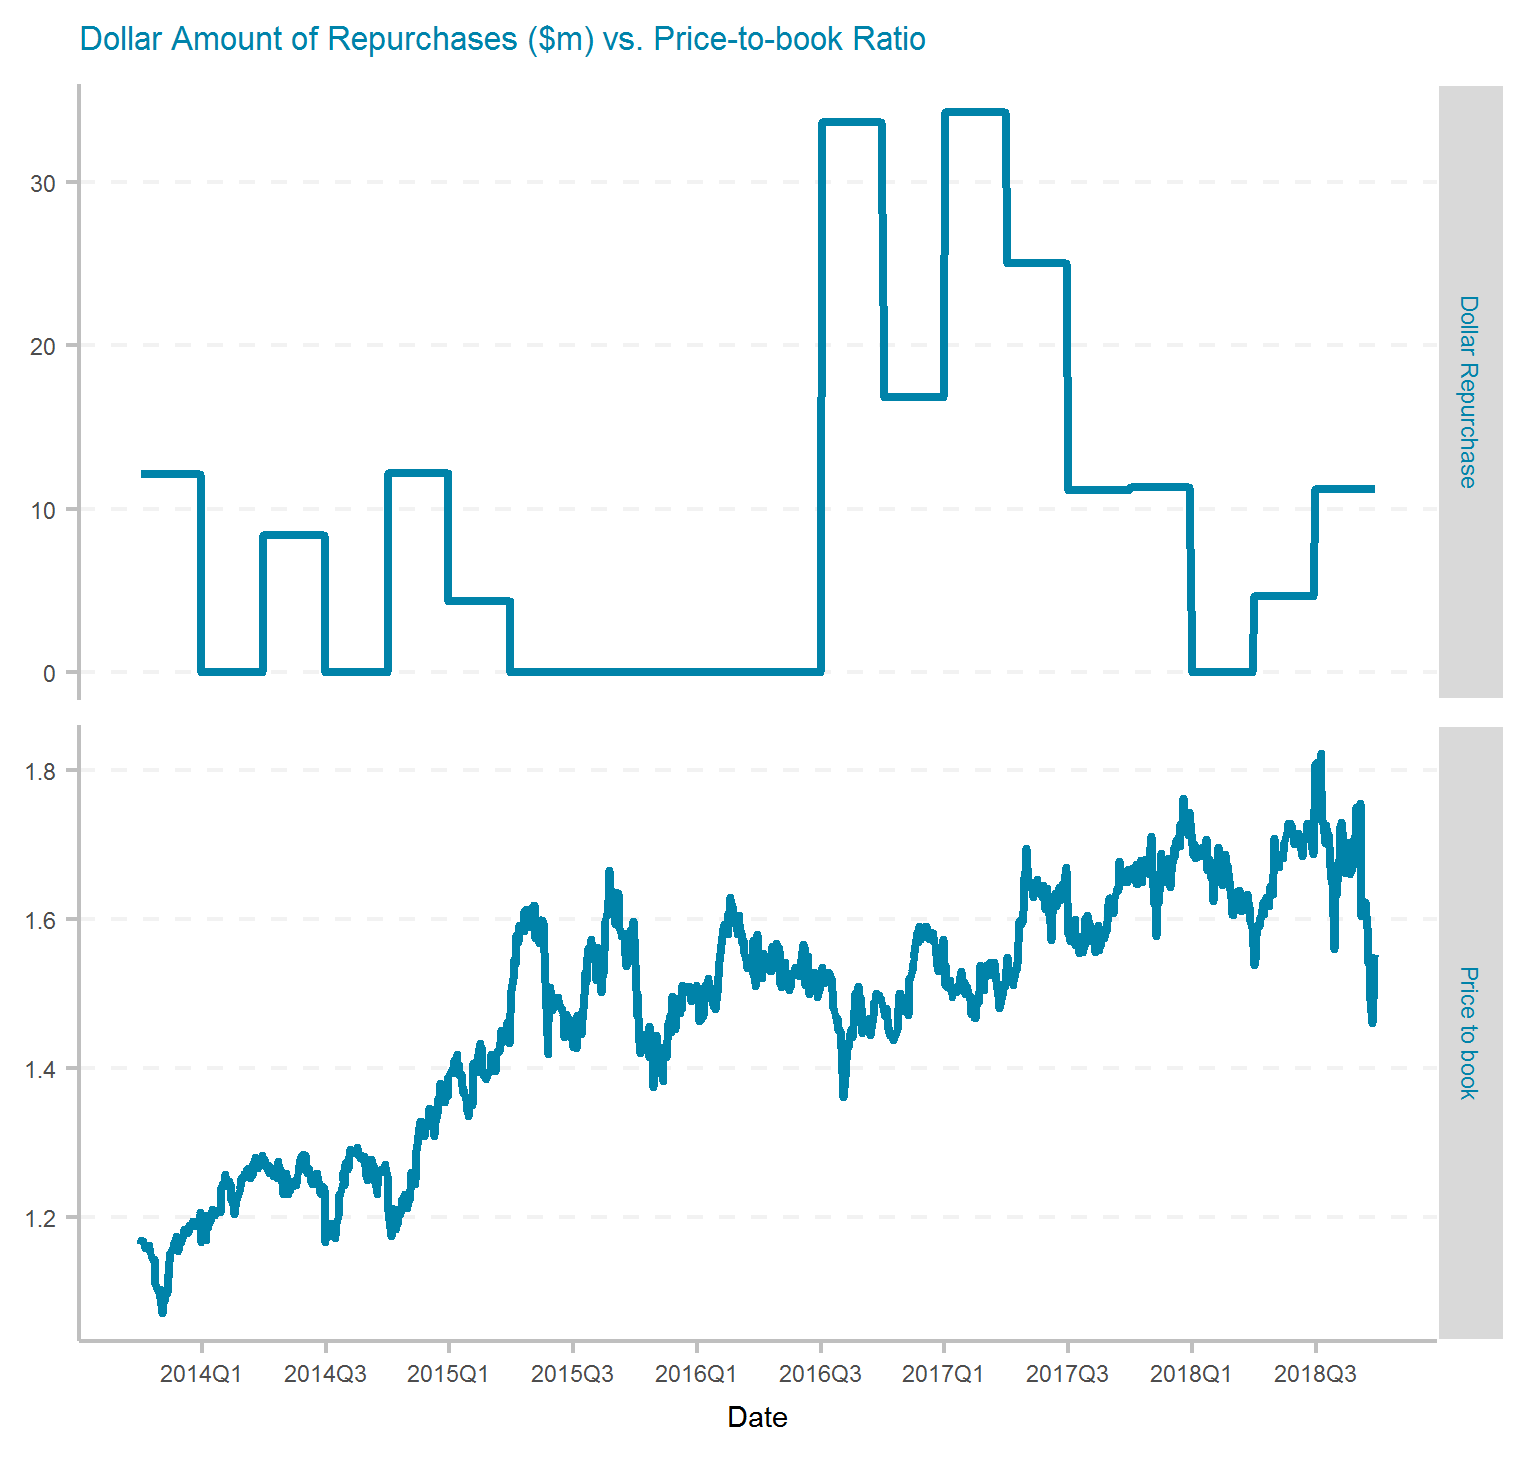 Dollar Amount of Repurchases ($m) vs. Price-to-book Ratio
30
20
10
0
Dollar Repurchase
1.8
1.6
1.4
1.2
Price to book
2014Q1 2014Q3 2015Q1 2015Q3 2016Q1 2016Q3 2017Q1 2017Q3 2018Q1 2018Q3
Date